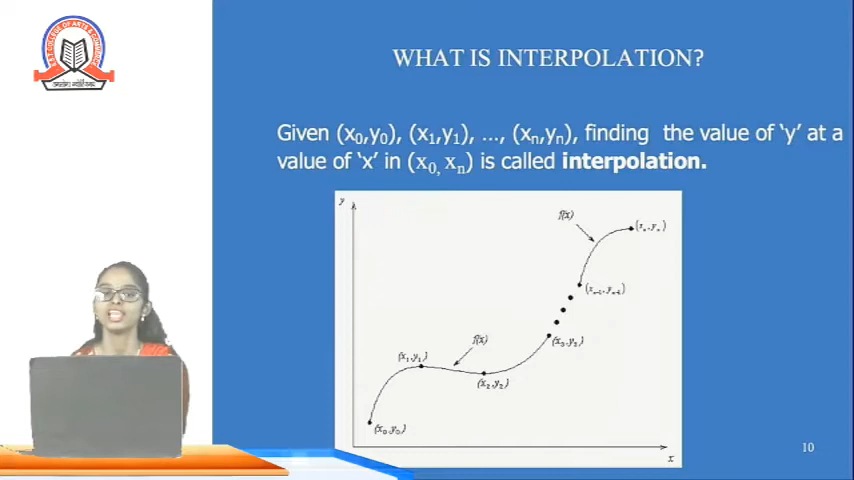 WHAT IS INTERPOLATION?
Given (x₀,y₀), (x₁,y₁), ..., (xₙ,yₙ), finding the value of 'y' at a
value of 'x' in (x₀, xₙ) is called interpolation.
y
f(x)
(xₙ, yₙ)
(xₙ₋₁, yₙ₋₁)
(x₃,y₃)
f(x)
(x₁,y₁)
(x₂,y₂)
(x₀,y₀)
x
10